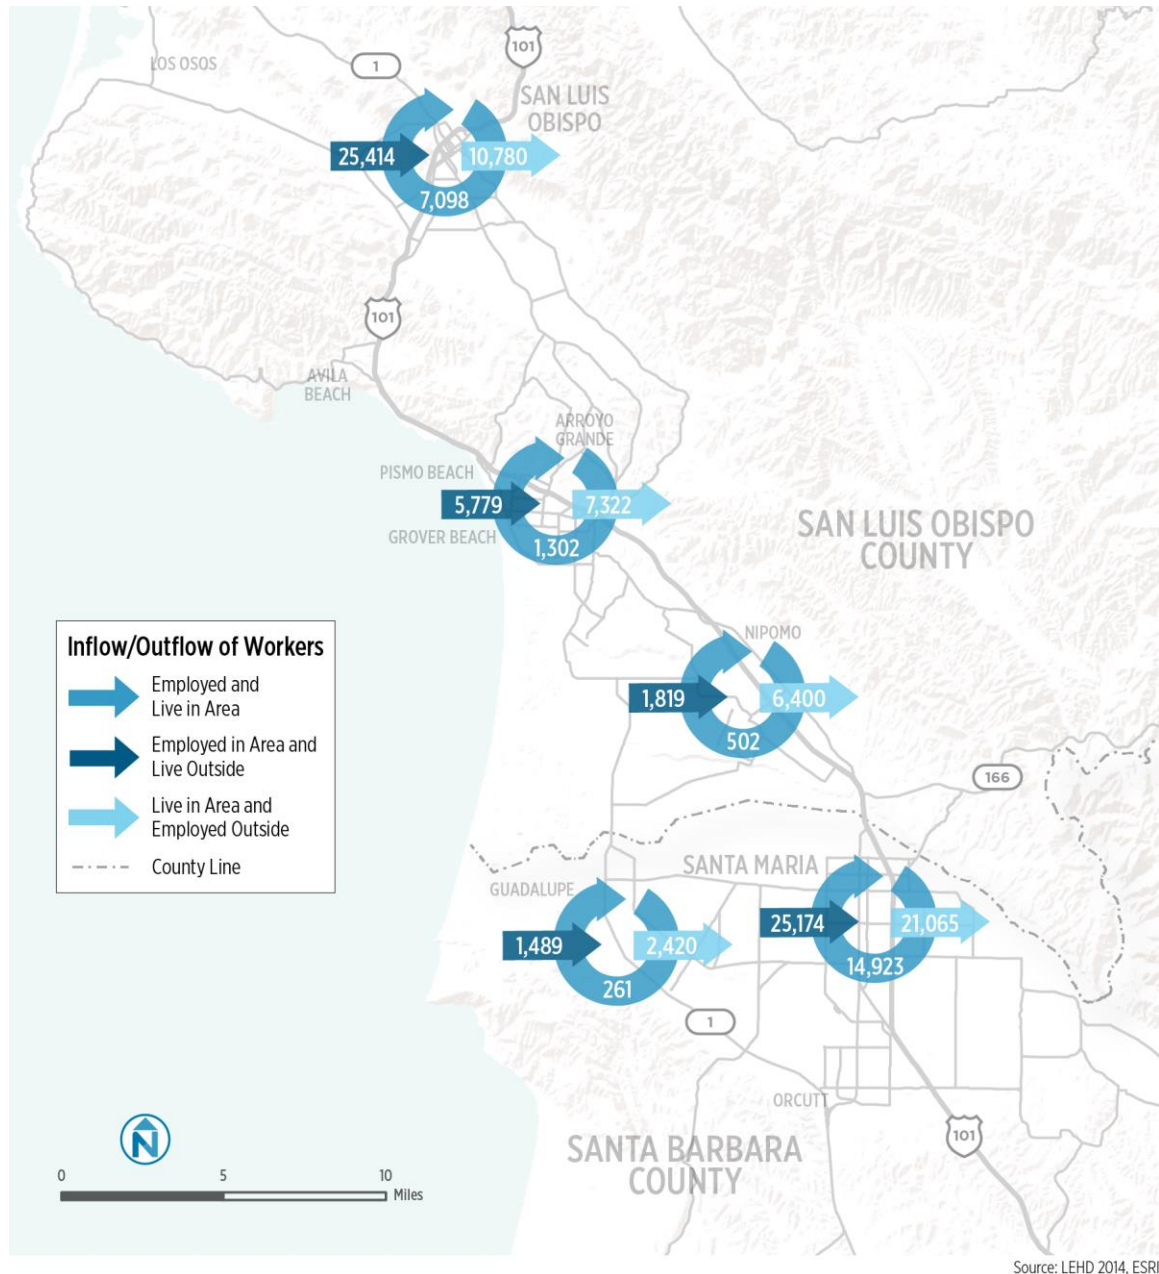 101
1
LOS OSOS
SAN LUIS
OBISPO
25,414
10,780
7,098
101
AVILA
BEACH
ARROYO
GRANDE
PISMO BEACH
5,779
7,322
GROVER BEACH
1,302
SAN LUIS OBISPO
COUNTY
NIPOMO
1,819
6,400
502
Inflow/Outflow of Workers
Employed and
Live in Area
Employed in Area and
Live Outside
Live in Area and
Employed Outside
County Line
166
SANTA MARIA
GUADALUPE
25,174
21,065
14,923
1,489
2,420
261
1
ORCUTT
101
SANTA BARBARA
COUNTY
N
0
5
10
Miles
Source: LEHD 2014, ESRI